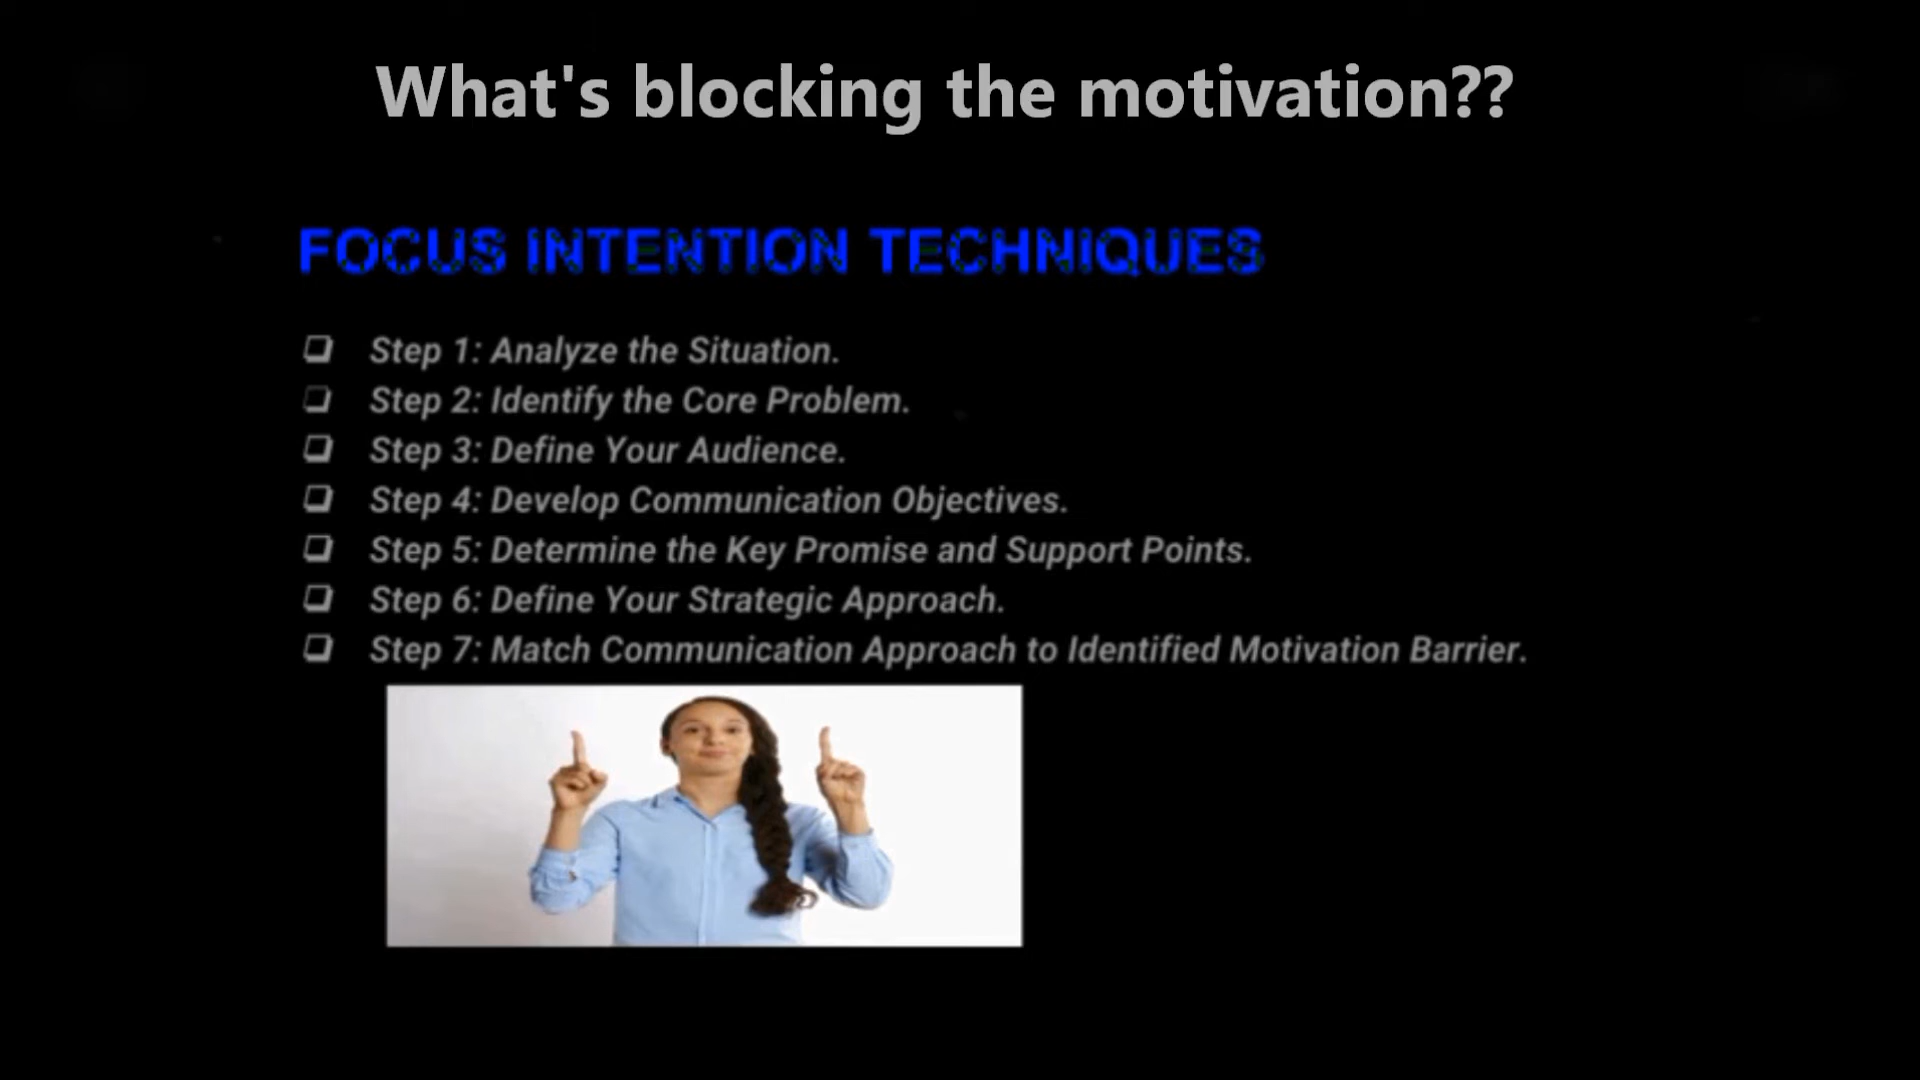 What's blocking the motivation??
FOCUS INTENTION TECHNIQUES
Step 1: Analyze the Situation.
Step 2: Identify the Core Problem.
Step 3: Define Your Audience.
Step 4: Develop Communication Objectives.
Step 5: Determine the Key Promise and Support Points.
Step 6: Define Your Strategic Approach.
Step 7: Match Communication Approach to Identified Motivation Barrier.